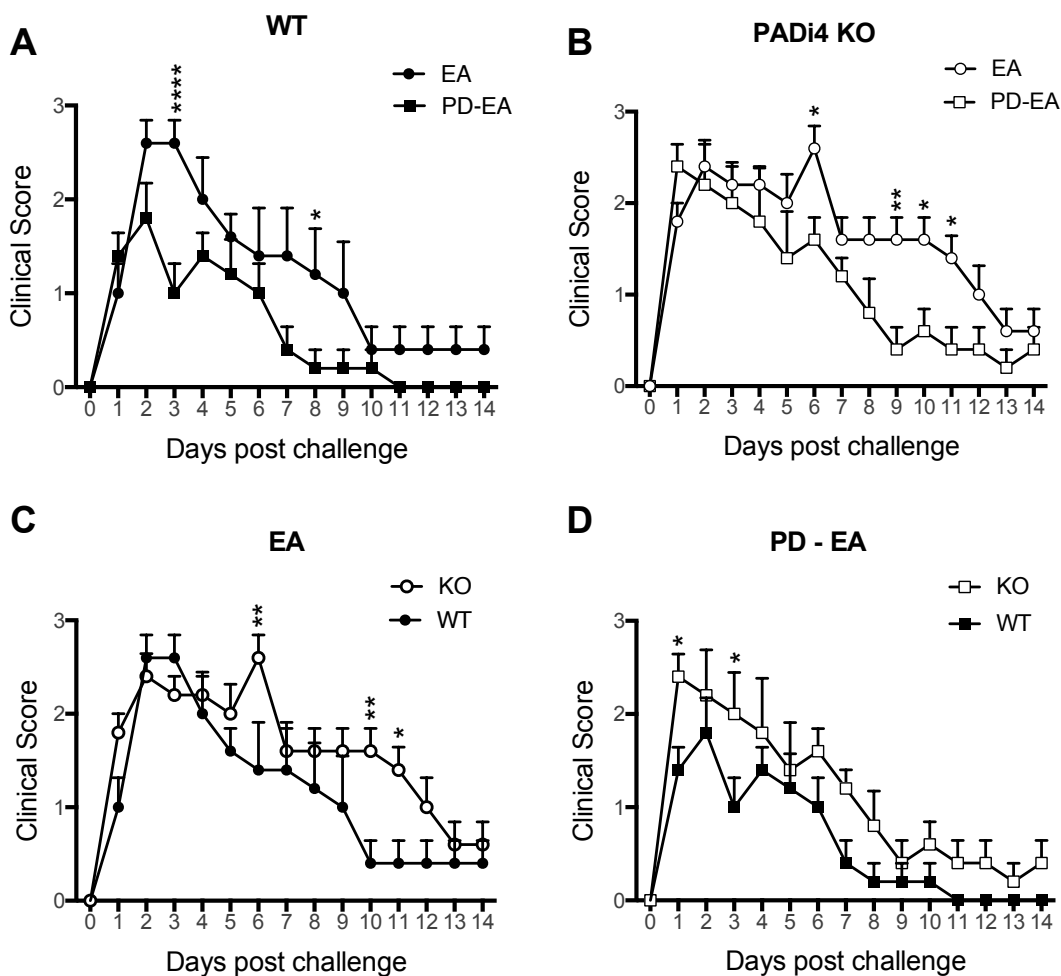 A
WT
EA
PD-EA
****
*
3
2
1
0
Clinical Score
0 1 2 3 4 5 6 7 8 9 10 11 12 13 14
Days post challenge
B
PADi4 KO
EA
PD-EA
*
**
*
*
3
2
1
0
Clinical Score
0 1 2 3 4 5 6 7 8 9 10 11 12 13 14
Days post challenge
C
EA
KO
WT
**
**
*
3
2
1
0
Clinical Score
0 1 2 3 4 5 6 7 8 9 10 11 12 13 14
Days post challenge
D
PD - EA
KO
WT
*
*
3
2
1
0
Clinical Score
0 1 2 3 4 5 6 7 8 9 10 11 12 13 14
Days post challenge